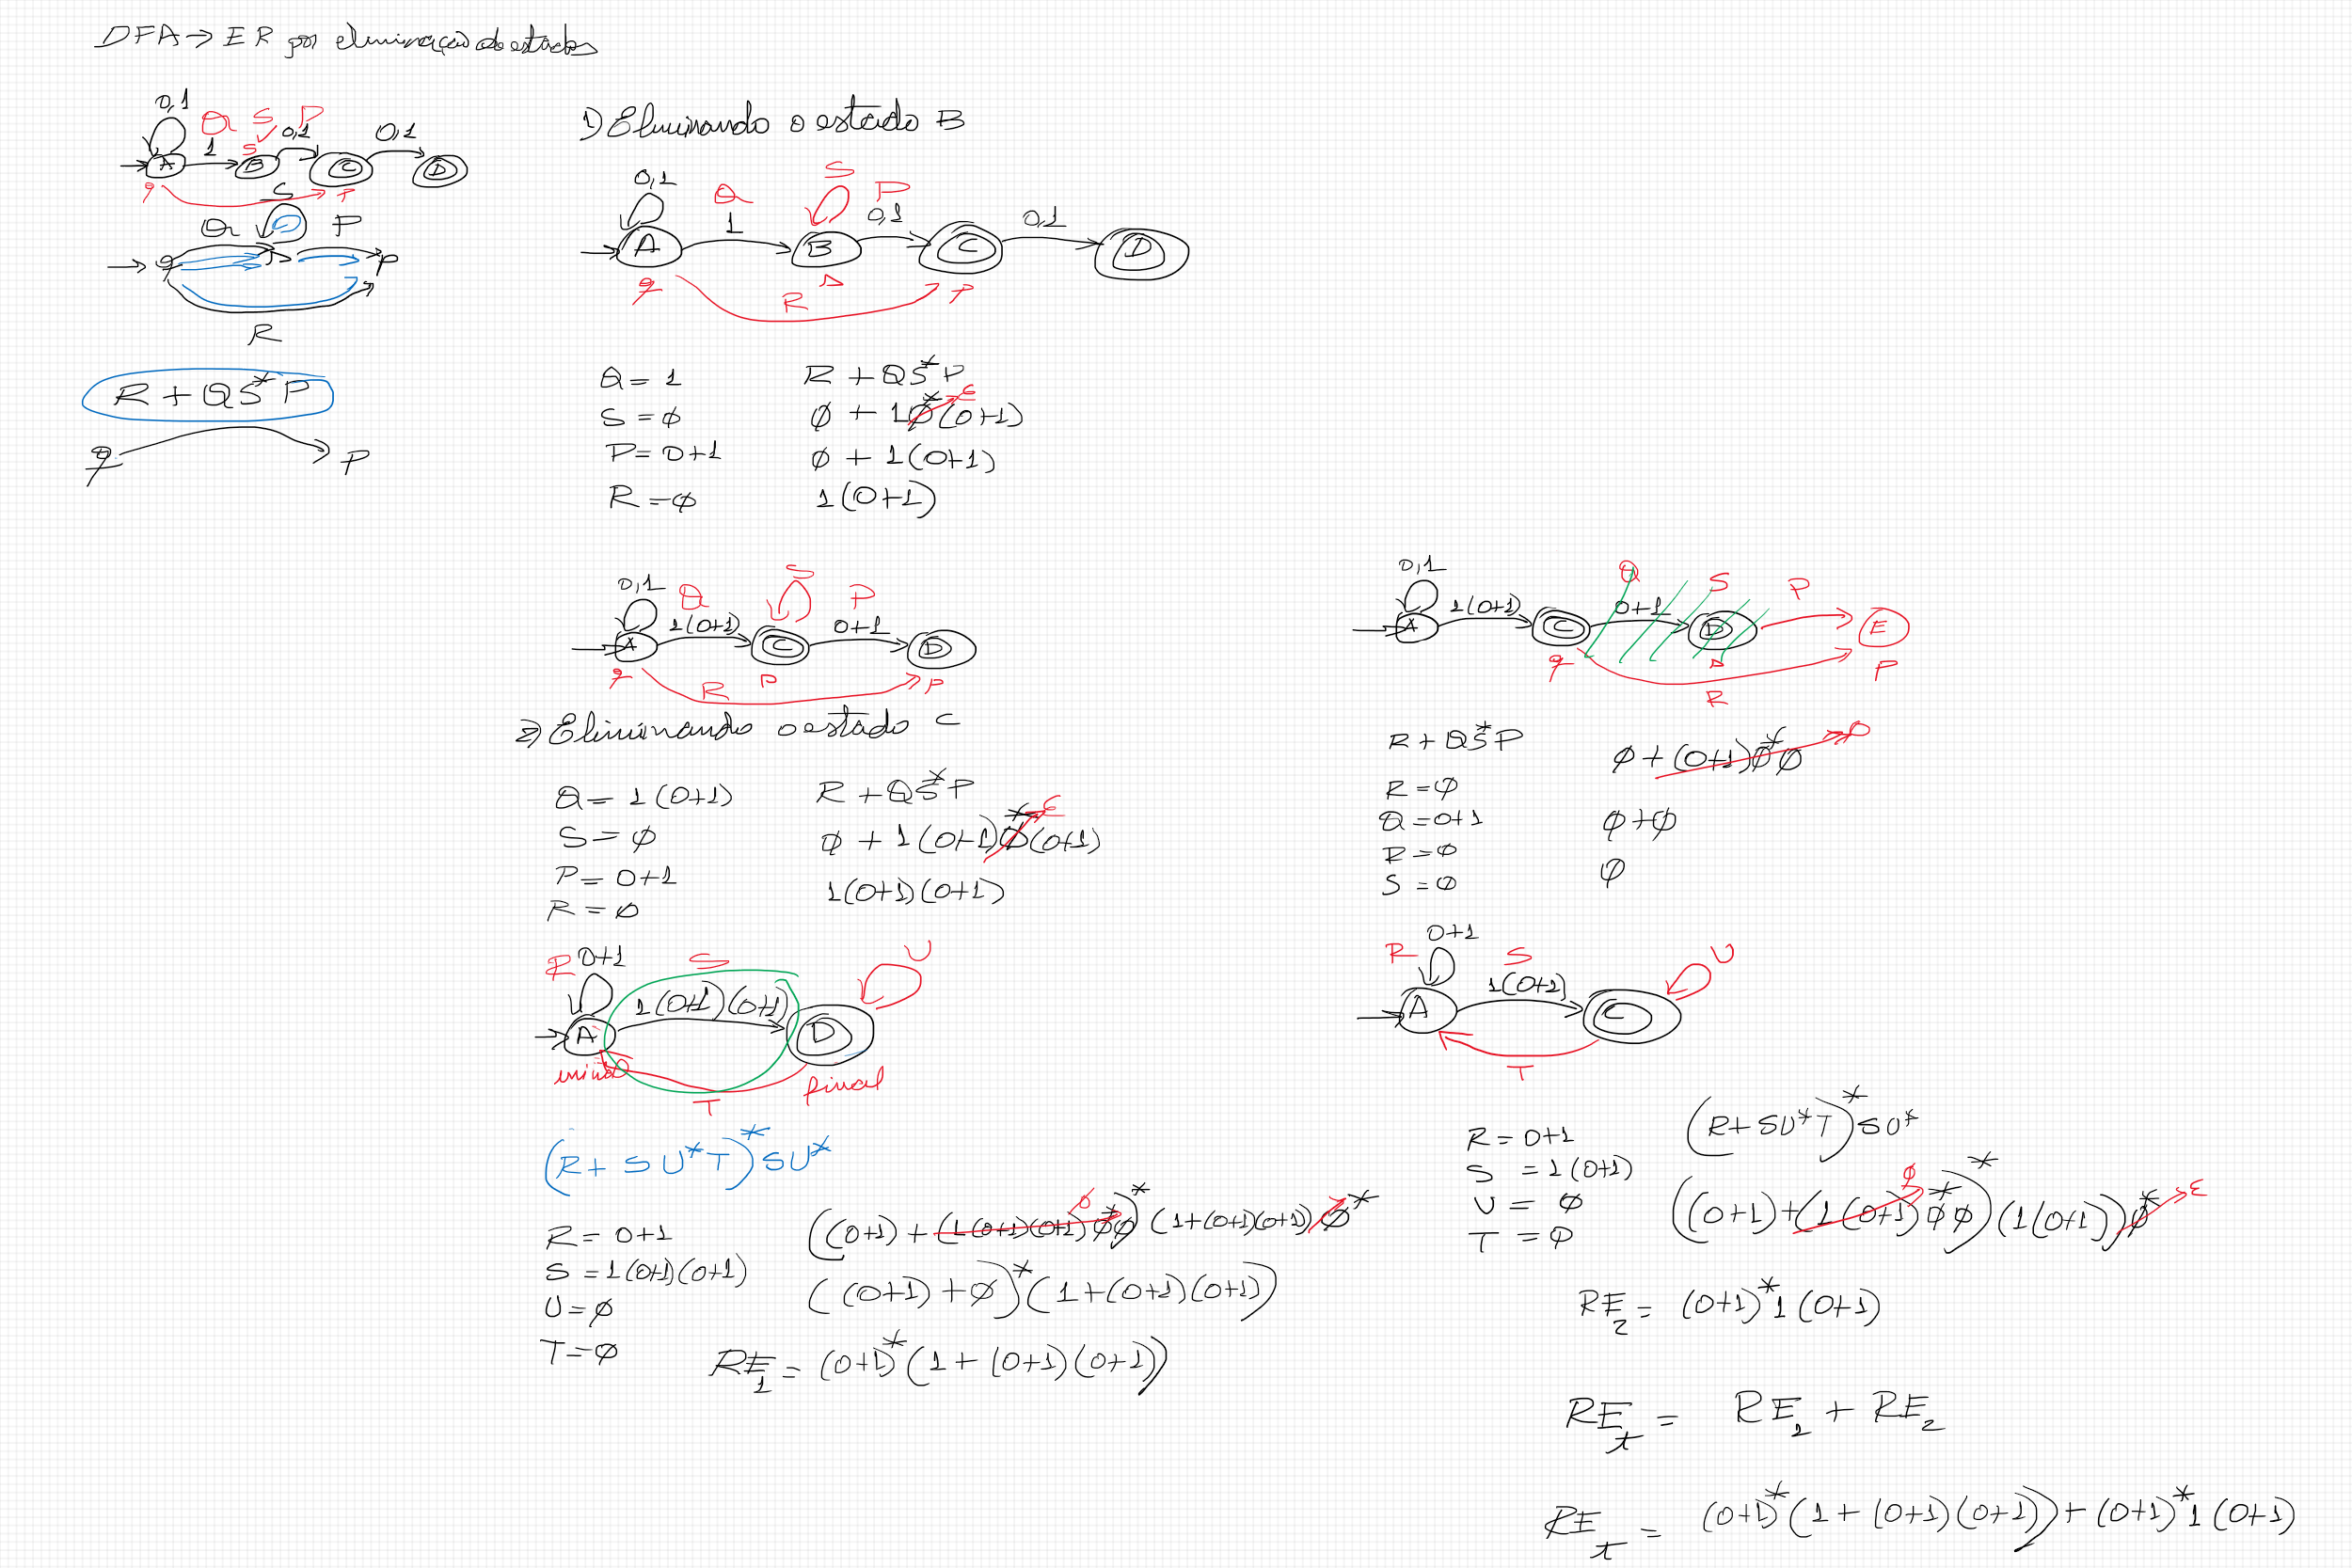 DFA → ER por eliminação de estados
0,1
Q S P
1 S 0,1 0,1
A B C D
q P
S
Q P
q s P
R
R + QS*P
q P
1) Eliminando o estado B
S
0,1 Q P
1 0,1 0,1
A B C D
q s P
R
Q = 1 R + QS*P
ε
S = ϕ ϕ + 1ϕ*(0+1)
P = 0+1 ϕ + 1(0+1)
R = ϕ 1(0+1)
0,1 Q S P
1(0+1) 0+1
A C D
q R P P
2) Eliminando o estado C
Q = 1(0+1) R + QS*P
ε
S = ϕ ϕ + 1(0+1)ϕ*(0+1)
P = 0+1 1(0+1)(0+1)
R = ϕ
R 0+1 S U
1(0+1)(0+1)
A D
inicial final
T
(R + SU*T)*SU*
R = 0+1 ϕ
((0+1) + (1(0+1)(0+1)ϕ*ϕ)* (1+(0+1)(0+1))ϕ*
S = 1(0+1)(0+1) ((0+1) + ϕ)*(1+(0+1)(0+1))
U = ϕ
T = ϕ RE1 = (0+1)*(1+(0+1)(0+1))
0,1 Q S P
1(0+1) 0+1
A C D E
q s P
R
R + QS*P ϕ + (0+1)ϕ*ϕ ϕ
R = ϕ
Q = 0+1 ϕ+ϕ
P = ϕ ϕ
S = ϕ
R 0+1 S U
1(0+1)
A C
T
R = 0+1 (R + SU*T)*SU*
S = 1(0+1) ϕ
U = ϕ ((0+1)+(1(0+1)ϕ*ϕ)*(1(0+1))ϕ* ε
T = ϕ
RE2 = (0+1)*1(0+1)
REt = RE1 + RE2
REt = (0+1)*(1+(0+1)(0+1))+(0+1)*1(0+1)